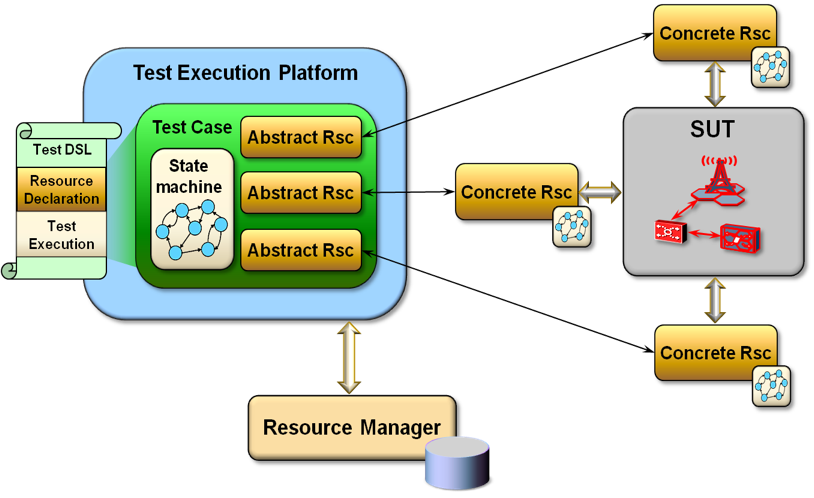 Test Execution Platform
Test DSL
Resource
Declaration
Test
Execution
Test Case
State
machine
Abstract Rsc
Abstract Rsc
Abstract Rsc
Concrete Rsc
Concrete Rsc
Concrete Rsc
SUT
Resource Manager